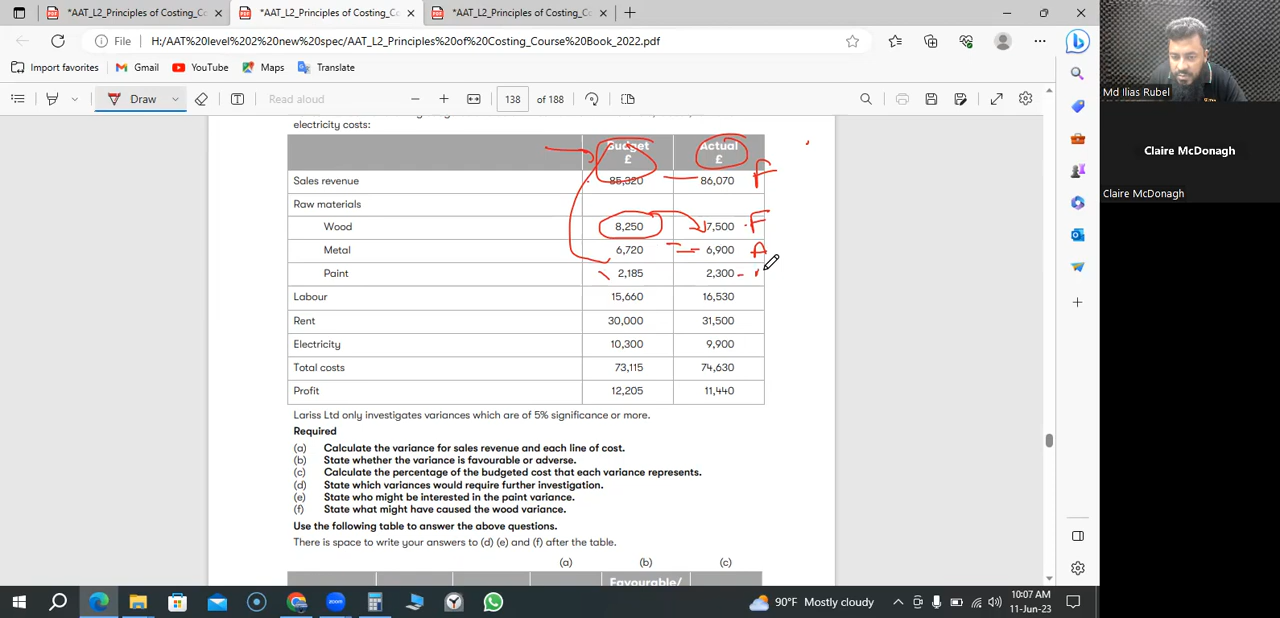 *AAT_L2_Principles of Costing_Co
*AAT_L2_Principles of Costing_Co
*AAT_L2_Principles of Costing_Co
File
H:/AAT%20level%202%20new%20spec/AAT_L2_Principles%20of%20Costing_Course%20Book_2022.pdf
Import favorites
Gmail
YouTube
Maps
Translate
Draw
Read aloud
138 of 188
electricity costs:
Budget Actual
£ £
Sales revenue 85,320 86,070 F
Raw materials
Wood 8,250 7,500 F
Metal 6,720 6,900 A
Paint 2,185 2,300
Labour 15,660 16,530
Rent 30,000 31,500
Electricity 10,300 9,900
Total costs 73,115 74,630
Profit 12,205 11,440
Lariss Ltd only investigates variances which are of 5% significance or more.
Required
(a) Calculate the variance for sales revenue and each line of cost.
(b) State whether the variance is favourable or adverse.
(c) Calculate the percentage of the budgeted cost that each variance represents.
(d) State which variances would require further investigation.
(e) State who might be interested in the paint variance.
(f) State what might have caused the wood variance.
Use the following table to answer the above questions.
There is space to write your answers to (d) (e) and (f) after the table.
(a) (b) (c)
Favourable/
Md Ilias Rubel
Claire McDonagh
Claire McDonagh
90°F Mostly cloudy
10:07 AM
11-Jun-23